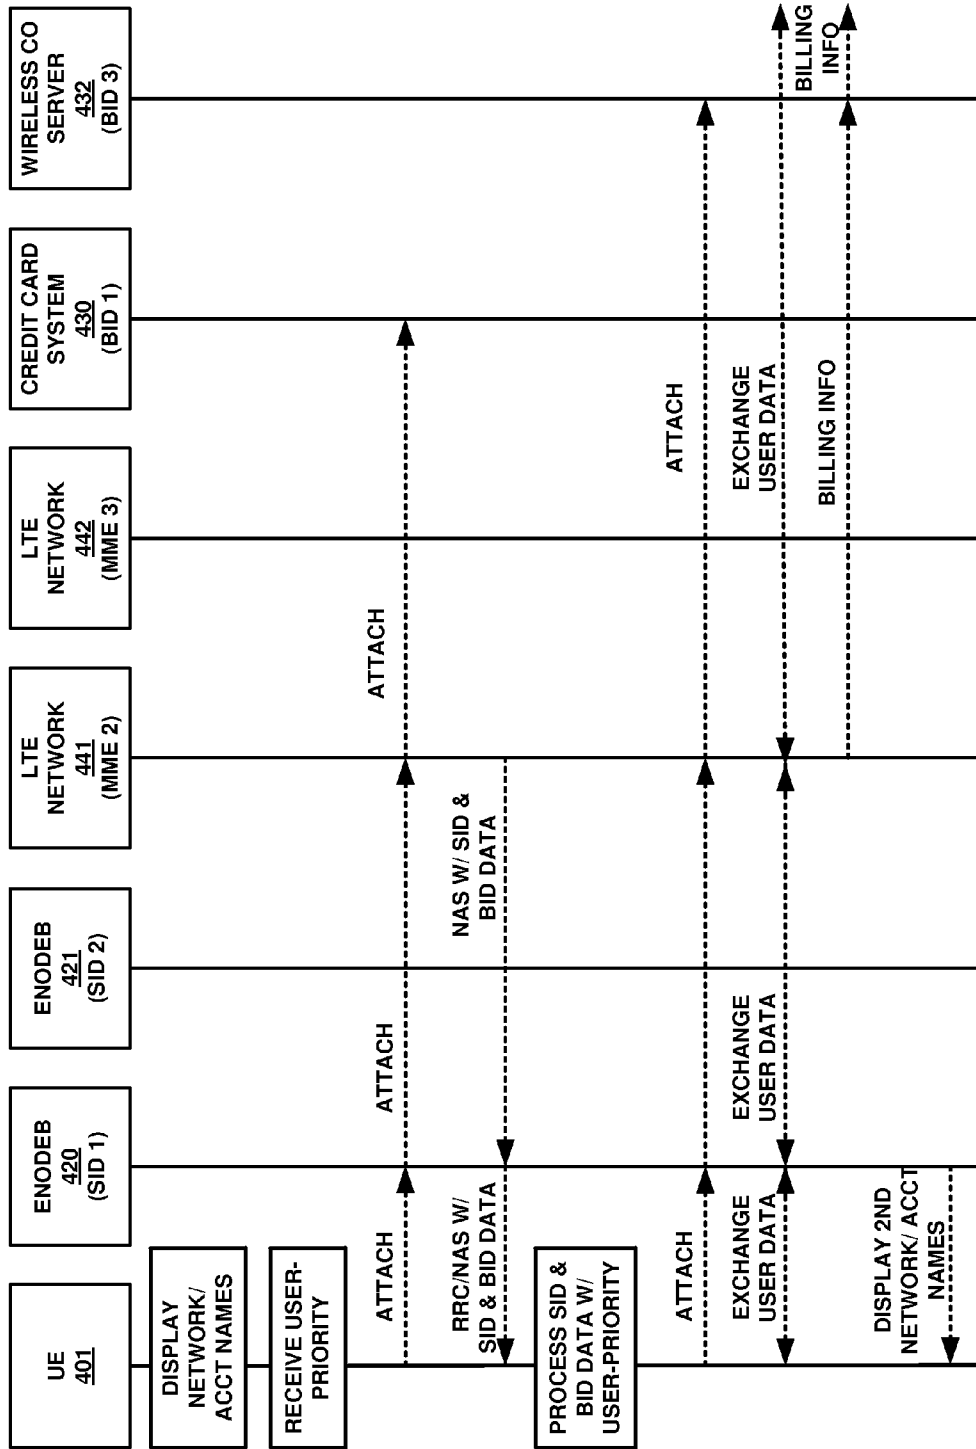 UE
401
ENODEB
420
(SID 1)
ENODEB
421
(SID 2)
LTE
NETWORK
441
(MME 2)
LTE
NETWORK
442
(MME 3)
CREDIT CARD
SYSTEM
430
(BID 1)
WIRELESS CO
SERVER
432
(BID 3)
DISPLAY
NETWORK/
ACCT NAMES
RECEIVE USER-
PRIORITY
ATTACH
ATTACH
ATTACH
NAS W/ SID &
BID DATA
RRC/NAS W/
SID & BID DATA
PROCESS SID &
BID DATA W/
USER-PRIORITY
ATTACH
ATTACH
EXCHANGE
USER DATA
EXCHANGE
USER DATA
EXCHANGE
USER DATA
BILLING
INFO
BILLING INFO
DISPLAY 2ND
NETWORK/ ACCT
NAMES